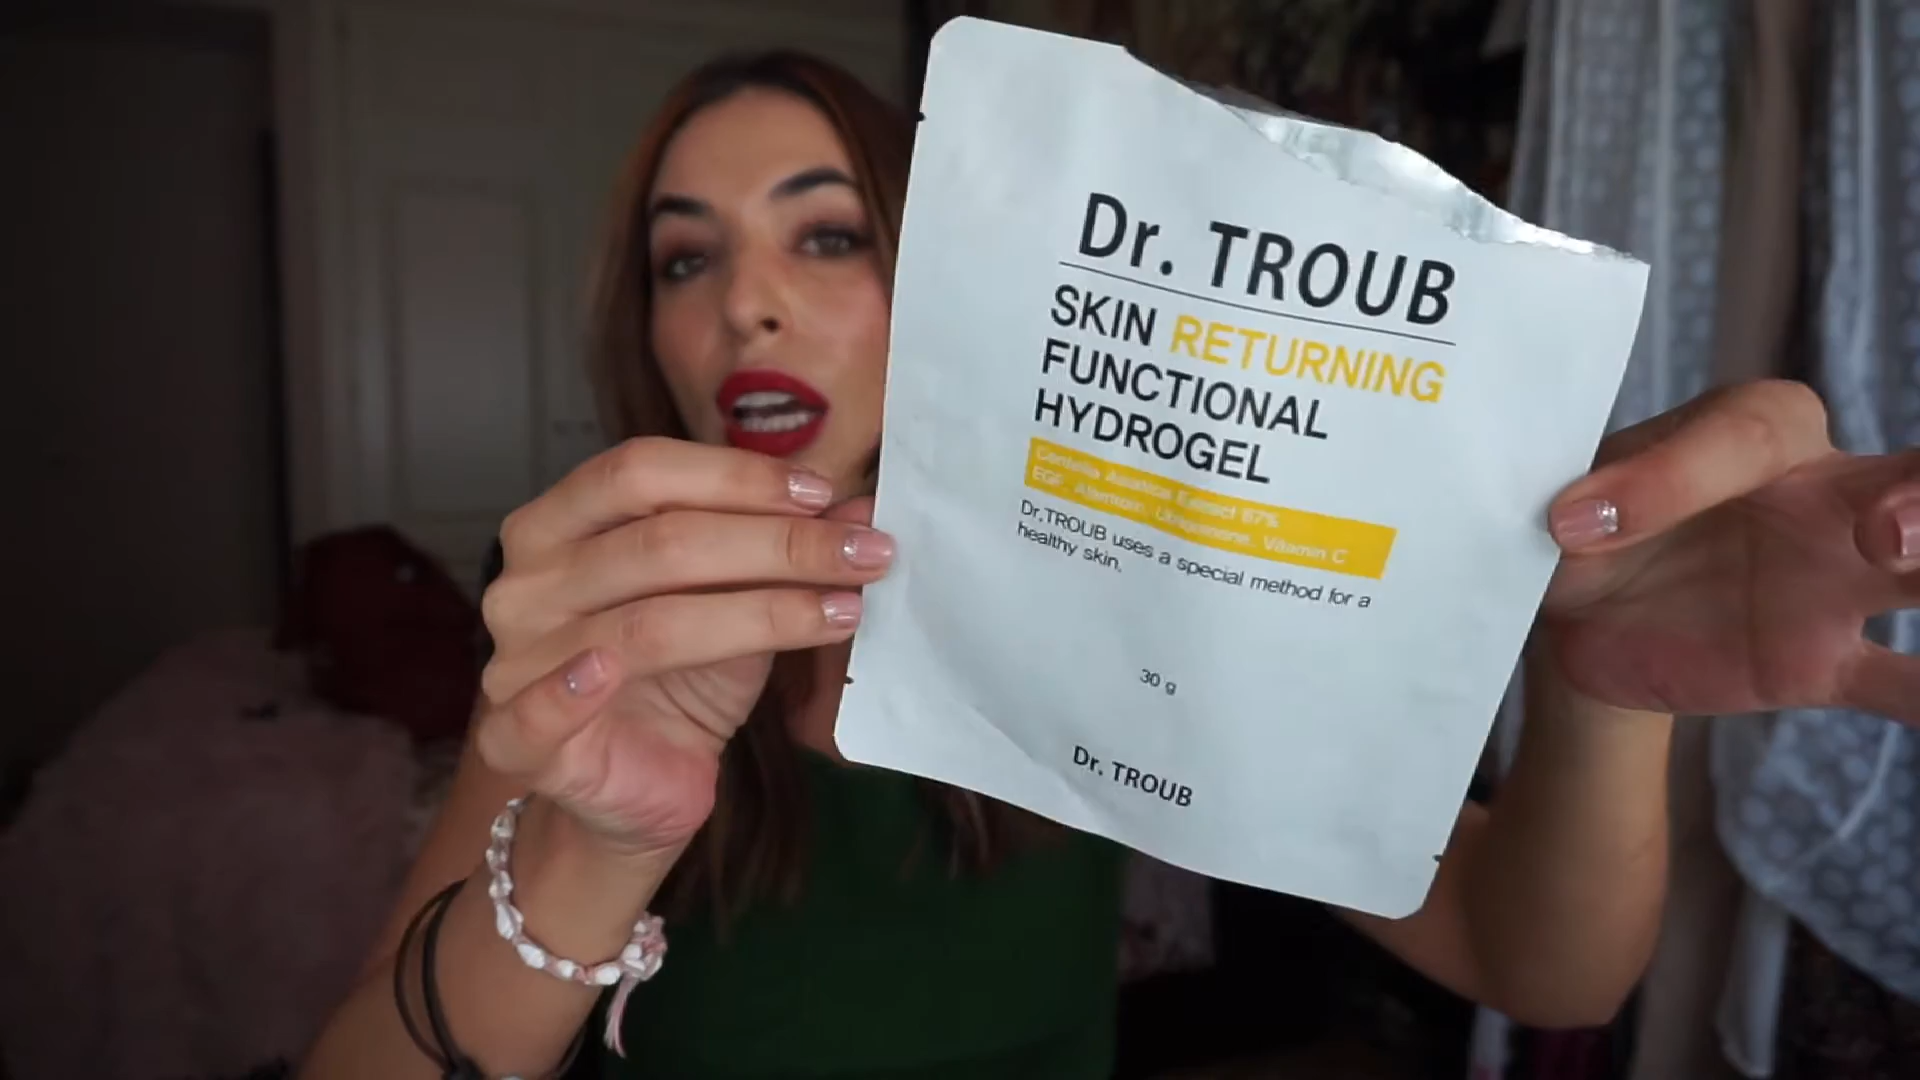 Dr. TROUB
SKIN RETURNING
FUNCTIONAL
HYDROGEL
Centella Asiatica Extract 67%
EGF, Allantoin, Ubiquinone, Vitamin C
Dr.TROUB uses a special method for a
healthy skin.
30 g
Dr. TROUB